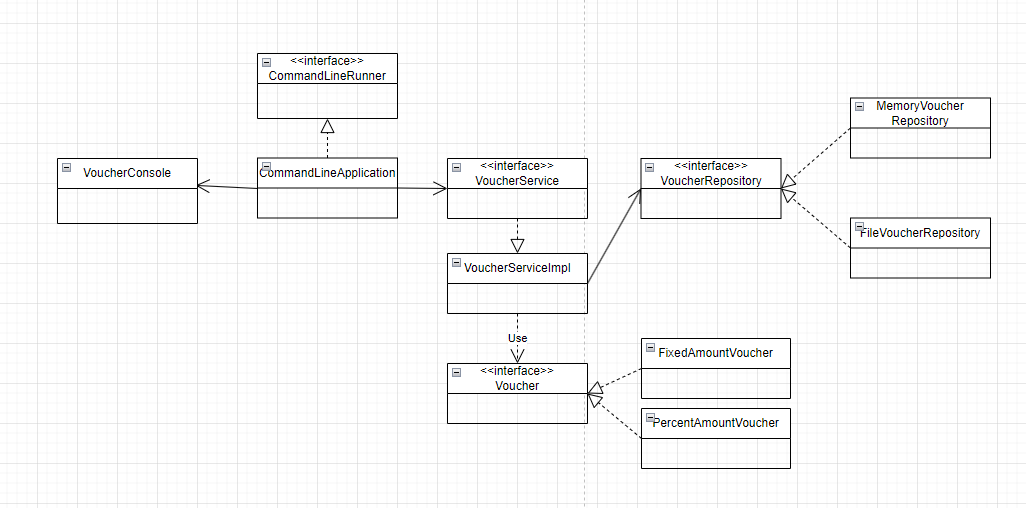 <<interface>>
CommandLineRunner
MemoryVoucher
Repository
VoucherConsole
CommandLineApplication
<<interface>>
VoucherService
<<interface>>
VoucherRepository
FileVoucherRepository
VoucherServiceImpl
Use
<<interface>>
Voucher
FixedAmountVoucher
PercentAmountVoucher